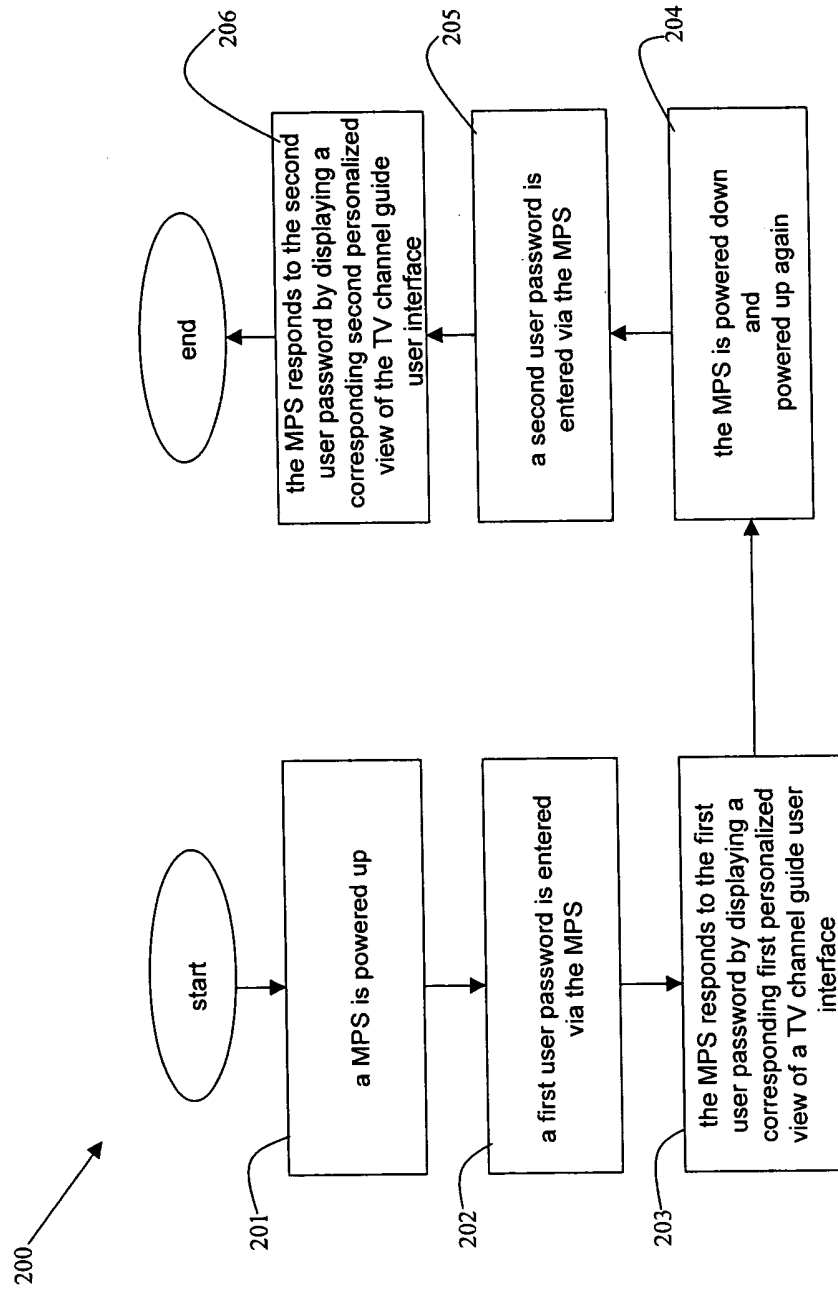 200
start
201
a MPS is powered up
202
a first user password is entered
via the MPS
203
the MPS responds to the first
user password by displaying a
corresponding first personalized
view of a TV channel guide user
interface
204
the MPS is powered down
and
powered up again
205
a second user password is
entered via the MPS
206
the MPS responds to the second
user password by displaying a
corresponding second personalized
view of the TV channel guide
user interface
end